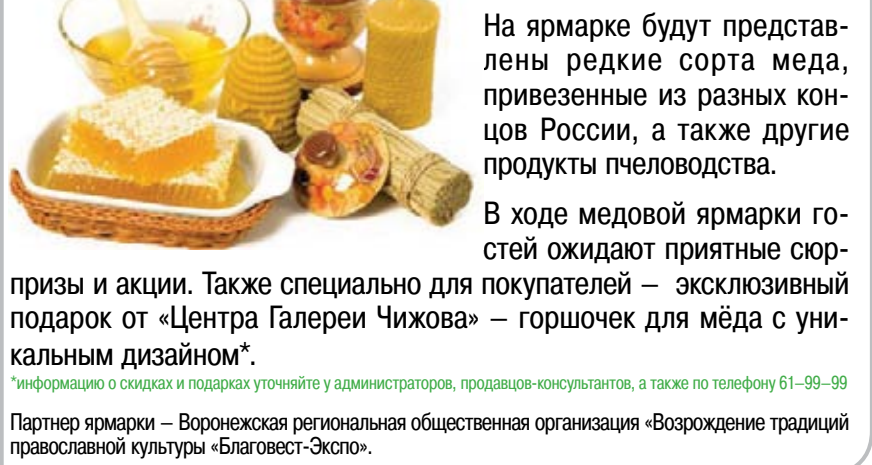 На ярмарке будут представ-
лены редкие сорта меда,
привезенные из разных кон-
цов России, а также другие
продукты пчеловодства.
В ходе медовой ярмарки го-
стей ожидают приятные сюр-
призы и акции. Также специально для покупателей – эксклюзивный
подарок от «Центра Галереи Чижова» – горшочек для мёда с уни-
кальным дизайном*.
*информацию о скидках и подарках уточняйте у администраторов, продавцов-консультантов, а также по телефону 61–99–99
Партнер ярмарки – Воронежская региональная общественная организация «Возрождение традиций
православной культуры «Благовест-Экспо».